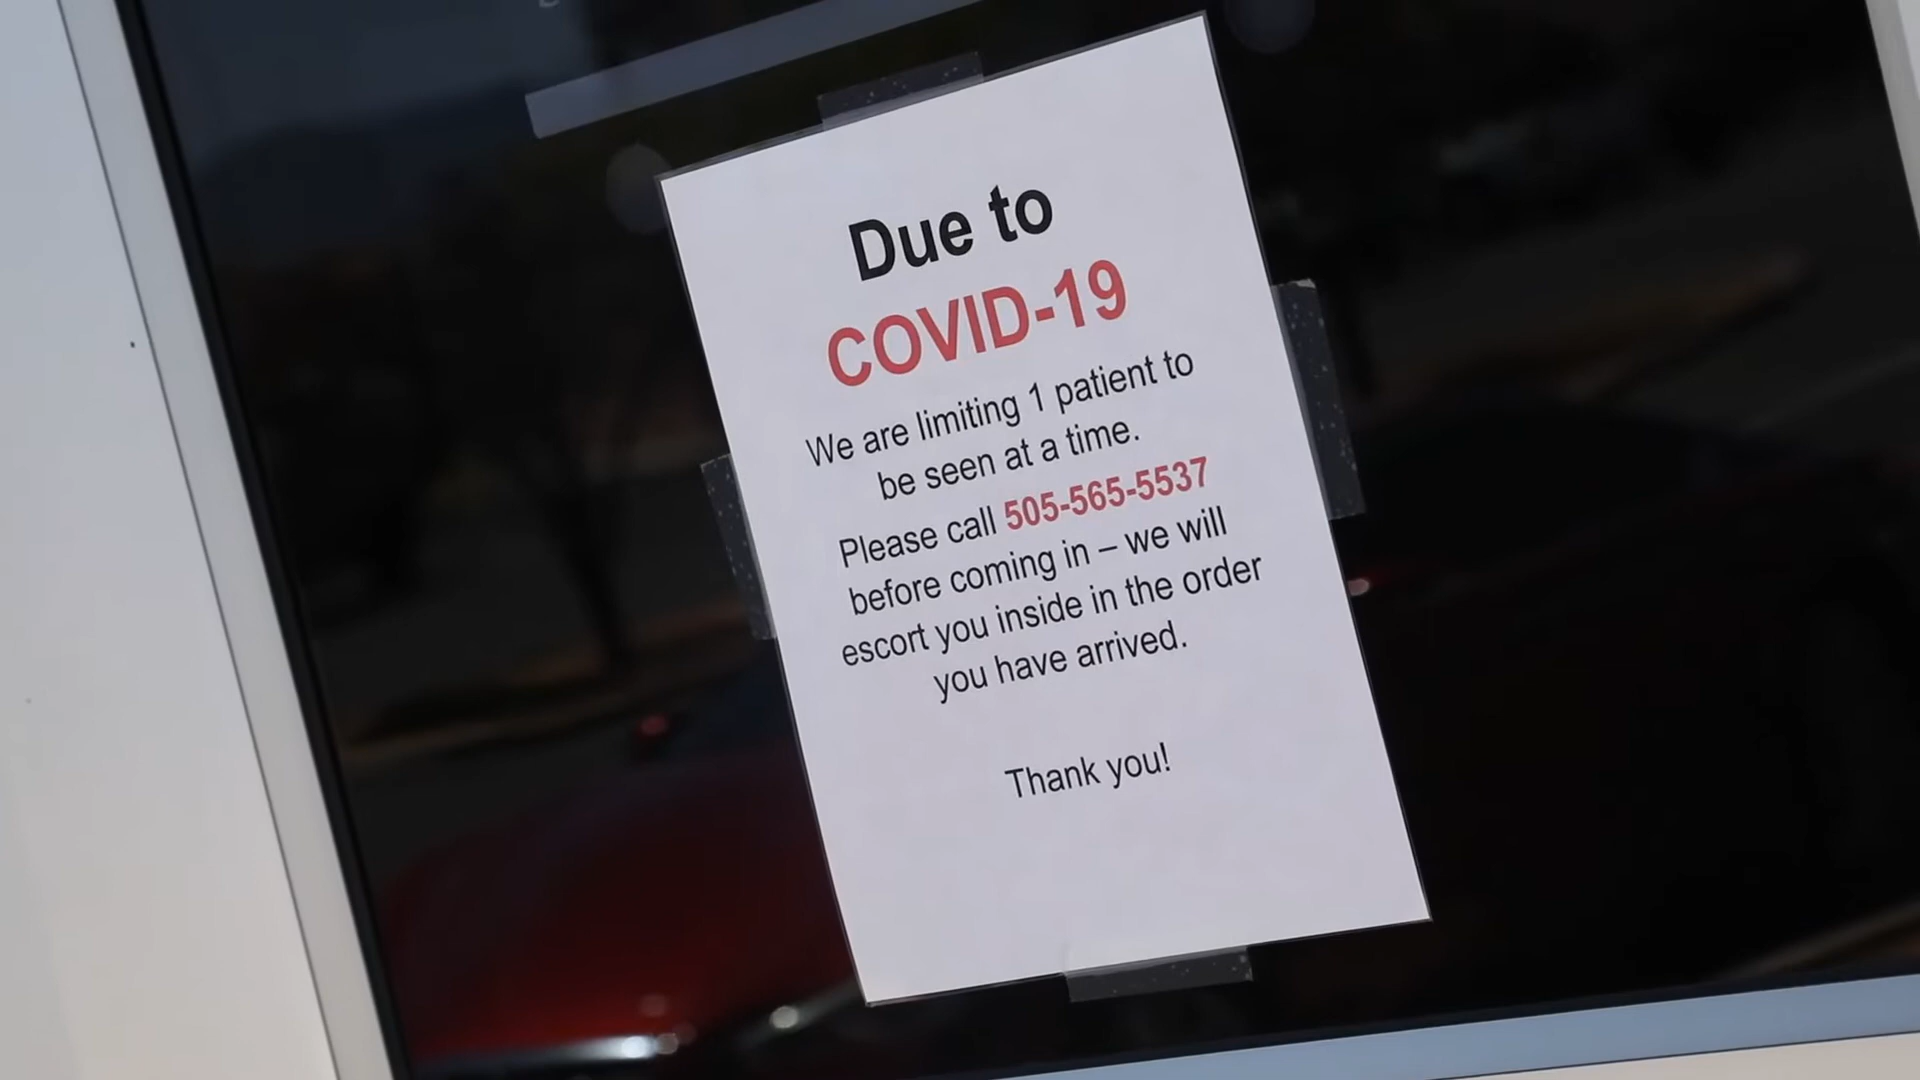 Due to
COVID-19
We are limiting 1 patient to
be seen at a time.
Please call 505-565-5537
before coming in – we will
escort you inside in the order
you have arrived.
Thank you!